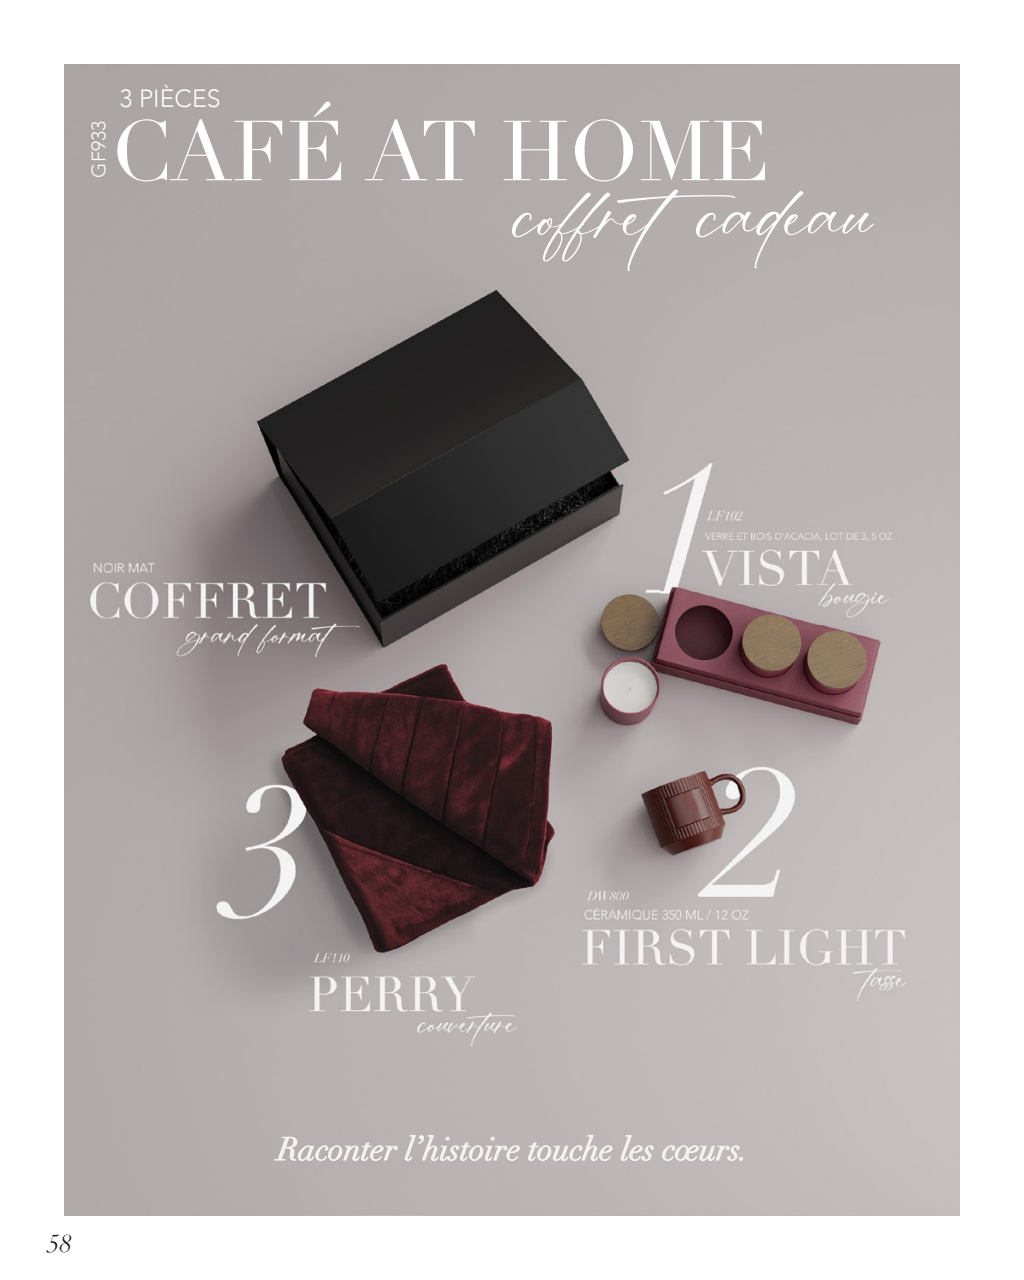 3 PIÈCES
GF933
CAFÉ AT HOME
coffret cadeau
1
LF102
VERRE ET BOIS D'ACACIA, LOT DE 3, 5 OZ
VISTA
bougie
NOIR MAT
COFFRET
grand format
2
DW800
CÉRAMIQUE 350 ML / 12 OZ
FIRST LIGHT
tasse
3
LF110
PERRY
couverture
Raconter l'histoire touche les cœurs.
58